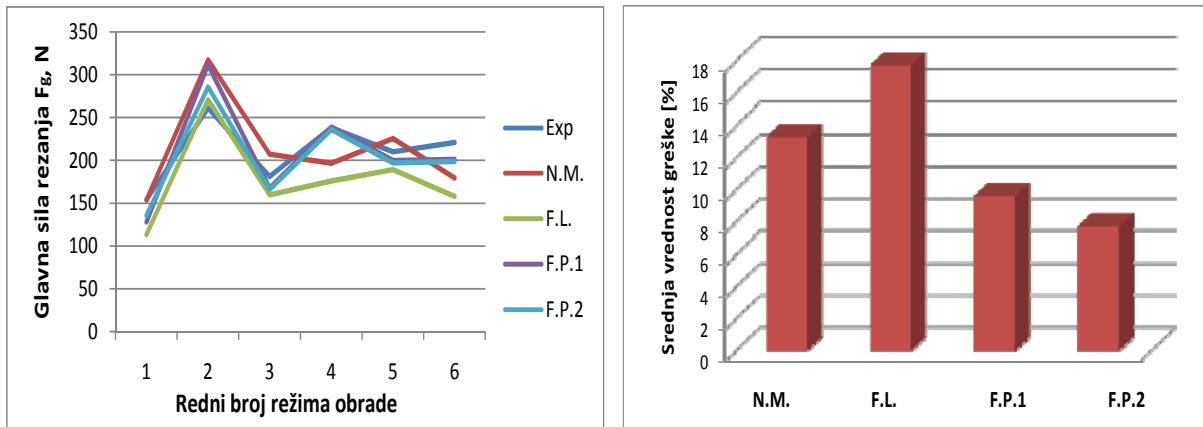 350
300
250
200
150
100
50
0
Glavna sila rezanja Fg, N
1 2 3 4 5 6
Redni broj režima obrade
Exp
N.M.
F.L.
F.P.1
F.P.2
18
16
14
12
10
8
6
4
2
0
Srednja vrednost greške [%]
N.M. F.L. F.P.1 F.P.2